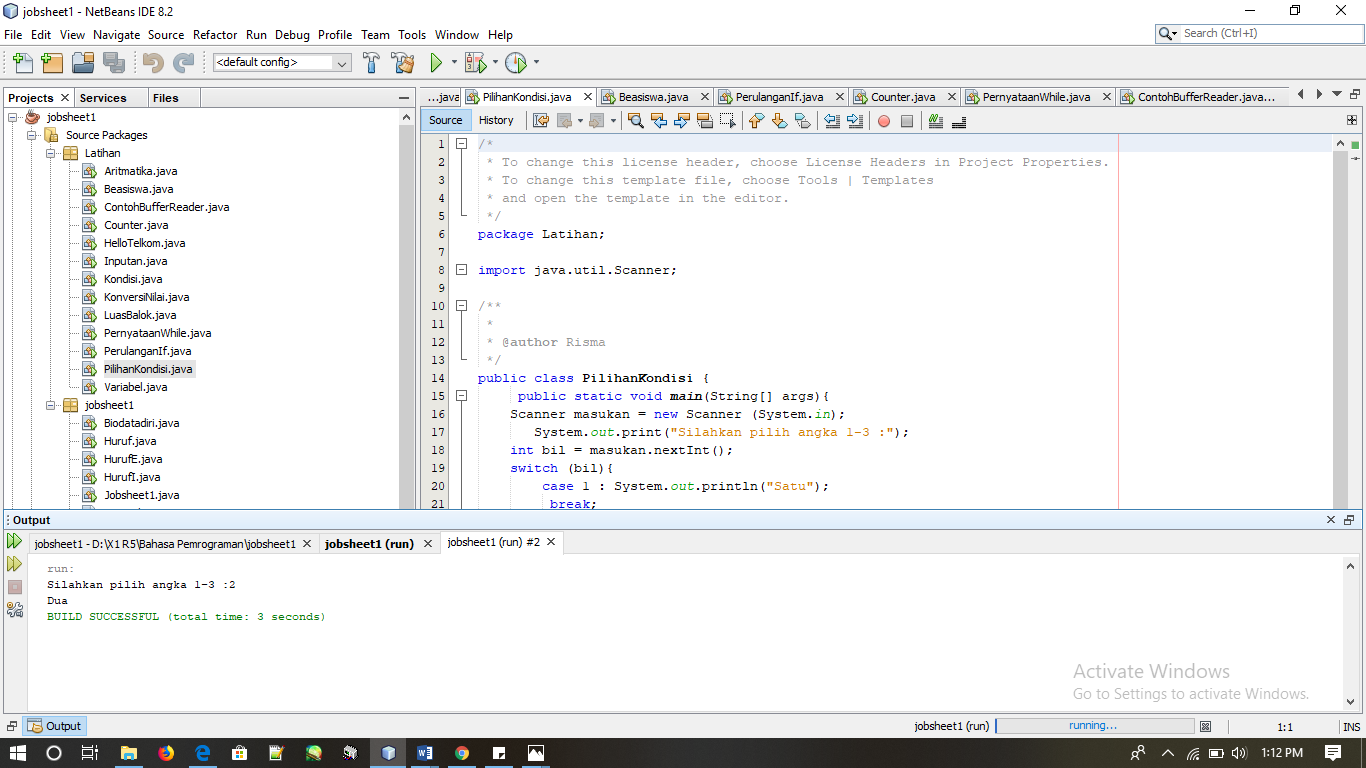 jobsheet1 - NetBeans IDE 8.2
File Edit View Navigate Source Refactor Run Debug Profile Team Tools Window Help
Search (Ctrl+I)
<default config>
Projects Services Files
jobsheet1
Source Packages
Latihan
Aritmatika.java
Beasiswa.java
ContohBufferReader.java
Counter.java
HelloTelkom.java
Inputan.java
Kondisi.java
KonversiNilai.java
LuasBalok.java
PernyataanWhile.java
PerulanganIf.java
PilihanKondisi.java
Variabel.java
jobsheet1
Biodatadiri.java
Huruf.java
HurufE.java
HurufI.java
Jobsheet1.java
...java PilihanKondisi.java Beasiswa.java PerulanganIf.java Counter.java PernyataanWhile.java ContohBufferReader.java...
Source History
1 /*
2 * To change this license header, choose License Headers in Project Properties.
3 * To change this template file, choose Tools | Templates
4 * and open the template in the editor.
5 */
6 package Latihan;
7
8 import java.util.Scanner;
9
10 /**
11 *
12 * @author Risma
13 */
14 public class PilihanKondisi {
15 public static void main(String[] args){
16 Scanner masukan = new Scanner (System.in);
17 System.out.print("Silahkan pilih angka 1-3 :");
18 int bil = masukan.nextInt();
19 switch (bil){
20 case 1 : System.out.println("Satu");
21 break;
Output
jobsheet1 - D:\X1 R5\Bahasa Pemrograman\jobsheet1 jobsheet1 (run) jobsheet1 (run) #2
run:
Silahkan pilih angka 1-3 :2
Dua
BUILD SUCCESSFUL (total time: 3 seconds)
Activate Windows
Go to Settings to activate Windows.
Output
jobsheet1 (run) running... 1:1 INS
1:12 PM